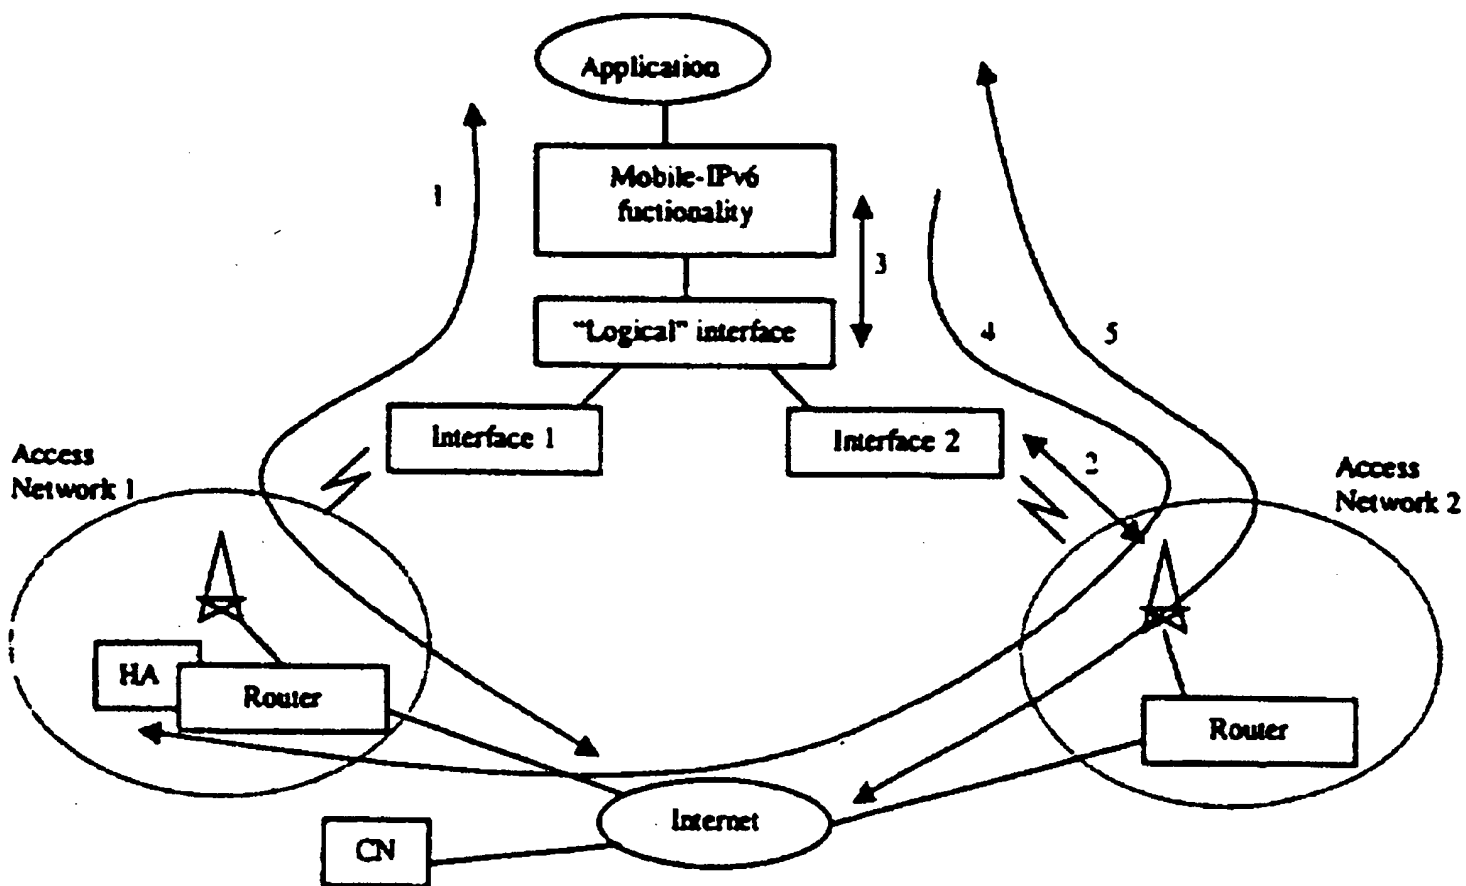 Application
Mobile-IPv6
fuctionality
1
3
"Logical" interface
4
5
Interface 1
Interface 2
2
Access
Network 1
Access
Network 2
HA
Router
Router
Internet
CN